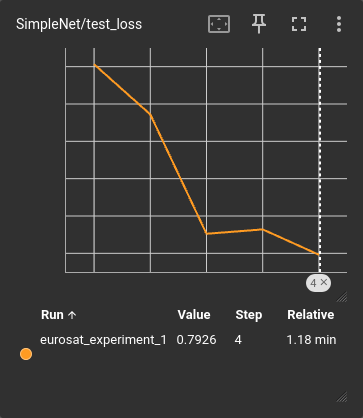 SimpleNet/test_loss
4 ×
Run ↑ Value Step Relative
eurosat_experiment_1 0.7926 4 1.18 min